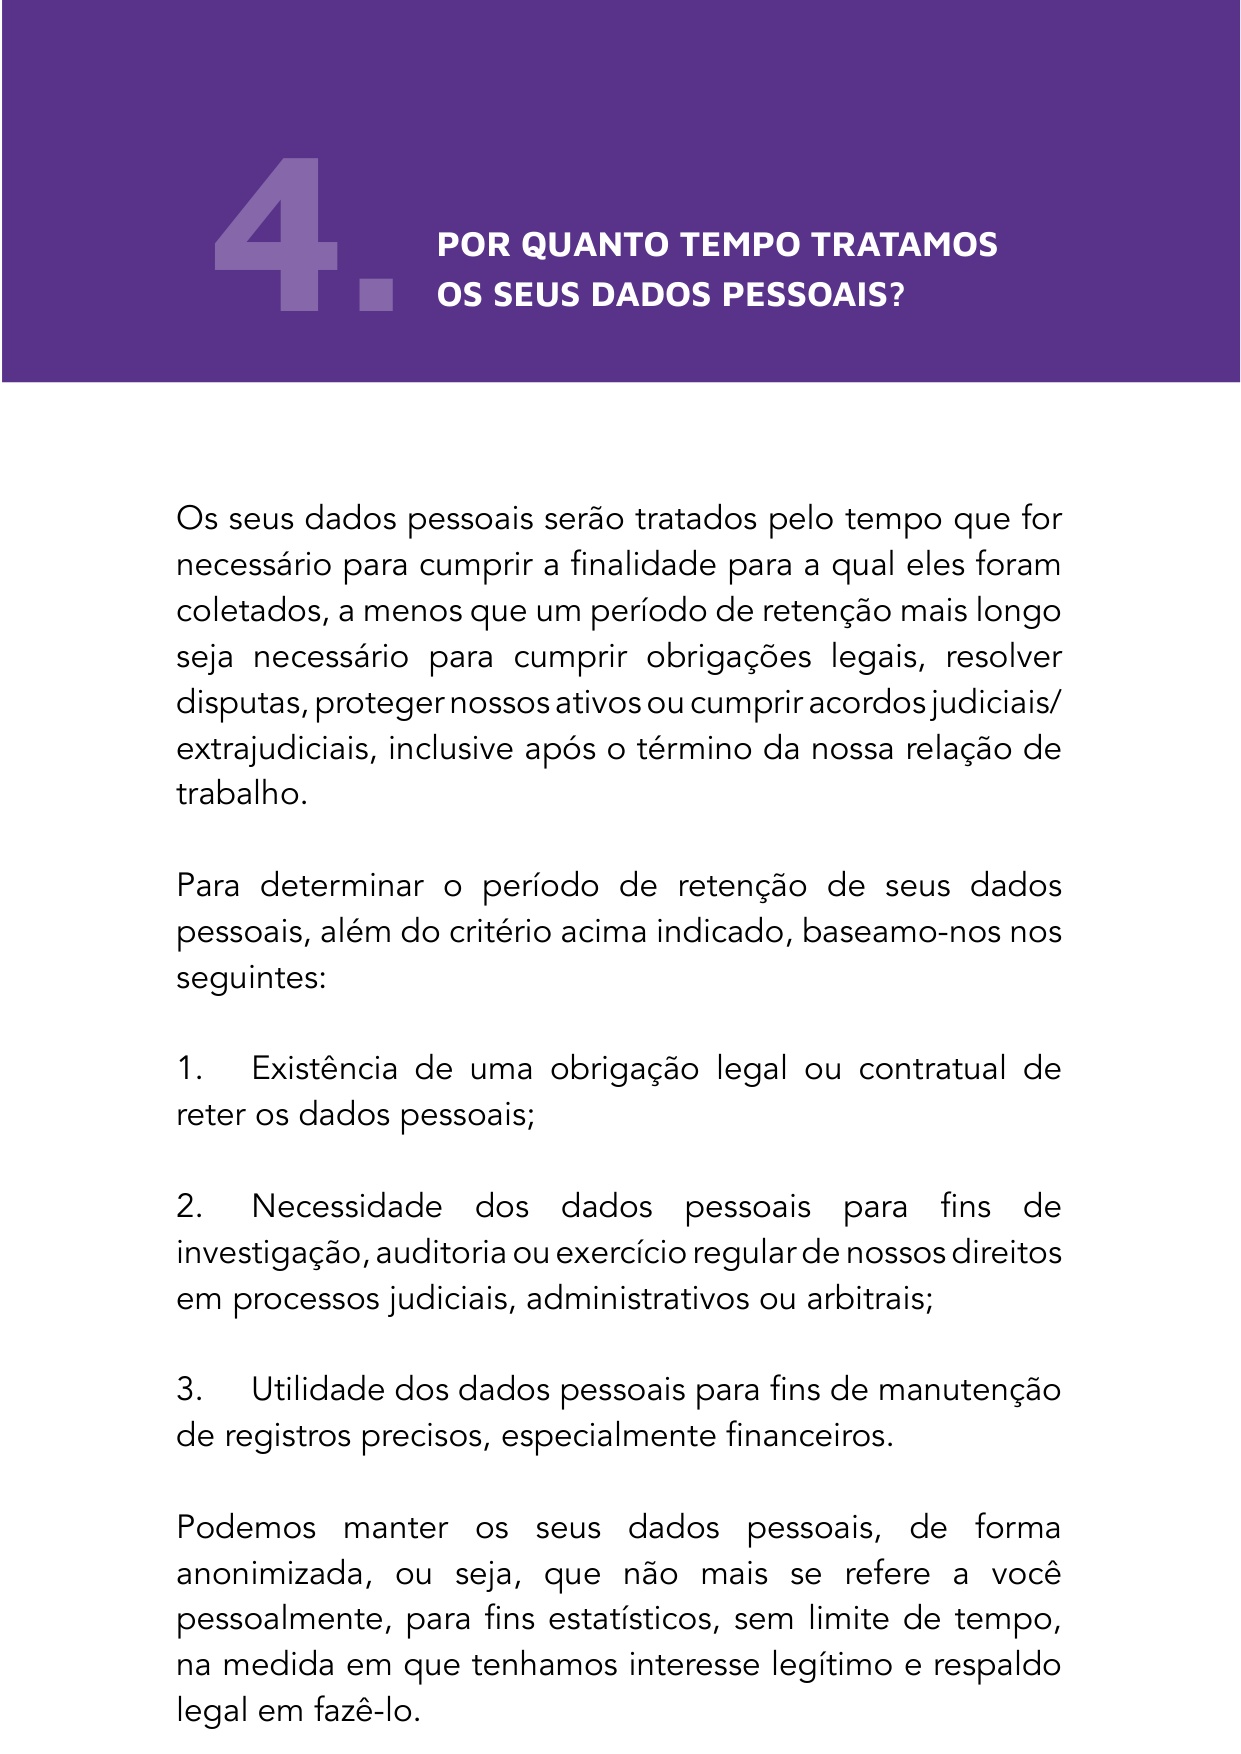 4.
POR QUANTO TEMPO TRATAMOS
OS SEUS DADOS PESSOAIS?
Os seus dados pessoais serão tratados pelo tempo que for
necessário para cumprir a finalidade para a qual eles foram
coletados, a menos que um período de retenção mais longo
seja necessário para cumprir obrigações legais, resolver
disputas, proteger nossos ativos ou cumprir acordos judiciais/
extrajudiciais, inclusive após o término da nossa relação de
trabalho.
Para determinar o período de retenção de seus dados
pessoais, além do critério acima indicado, baseamo-nos nos
seguintes:
1. Existência de uma obrigação legal ou contratual de
reter os dados pessoais;
2. Necessidade dos dados pessoais para fins de
investigação, auditoria ou exercício regular de nossos direitos
em processos judiciais, administrativos ou arbitrais;
3. Utilidade dos dados pessoais para fins de manutenção
de registros precisos, especialmente financeiros.
Podemos manter os seus dados pessoais, de forma
anonimizada, ou seja, que não mais se refere a você
pessoalmente, para fins estatísticos, sem limite de tempo,
na medida em que tenhamos interesse legítimo e respaldo
legal em fazê-lo.